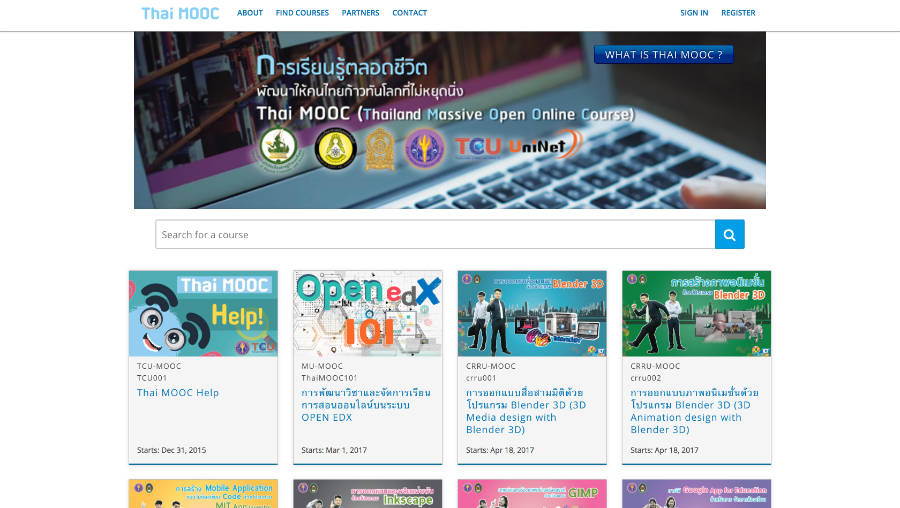 Thai MOOC
ABOUT
FIND COURSES
PARTNERS
CONTACT
SIGN IN
REGISTER
การเรียนรู้ตลอดชีวิต
WHAT IS THAI MOOC ?
พัฒนาให้คนไทยก้าวทันโลกที่ไม่หยุดนิ่ง
Thai MOOC (Thailand Massive Open Online Course)
TCU UniNet
Search for a course
Thai MOOC
Help!
TCU
TCU-MOOC
TCU001
Thai MOOC Help
Starts: Dec 31, 2015
Open edX
101
MU-MOOC
ThaiMOOC101
การพัฒนาวิชาและจัดการเรียน
การสอนออนไลน์บนระบบ
OPEN EDX
Starts: Mar 1, 2017
Blender 3D
CRRU-MOOC
crru001
การออกแบบสื่อสามมิติด้วย
โปรแกรม Blender 3D (3D
Media design with
Blender 3D)
Starts: Apr 18, 2017
การสร้างภาพอนิเมชั่น
Blender 3D
CRRU-MOOC
crru002
การออกแบบภาพอนิเมชั่นด้วย
โปรแกรม Blender 3D (3D
Animation design with
Blender 3D)
Starts: Apr 18, 2017
การสร้าง Mobile Application
Code
MIT App
Inkscape
GIMP
Google App for Education